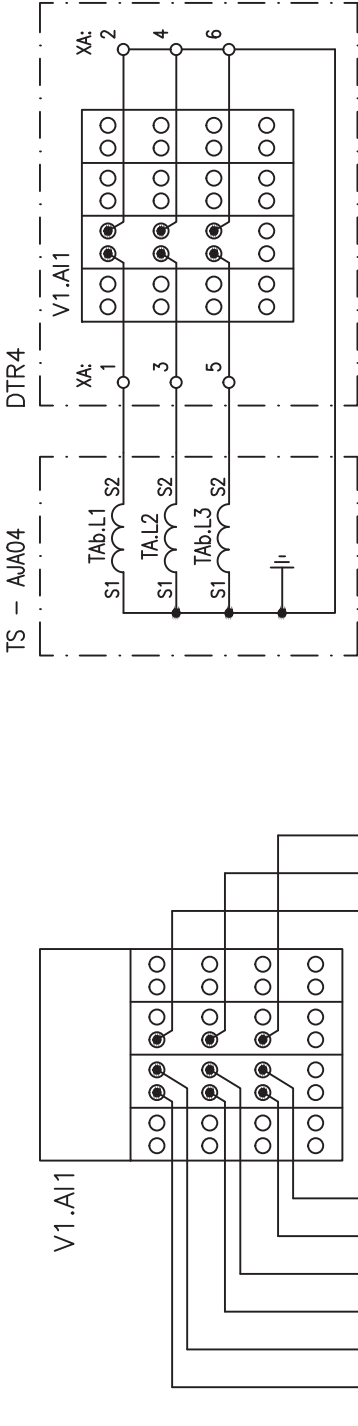 DTR4
XA: 2 4 6
V1.AI1
XA: 1 3 5
TS - AJA04
S1 TAb.L1 S2
S1 TA.L2 S2
S1 TAb.L3 S2
V1.AI1